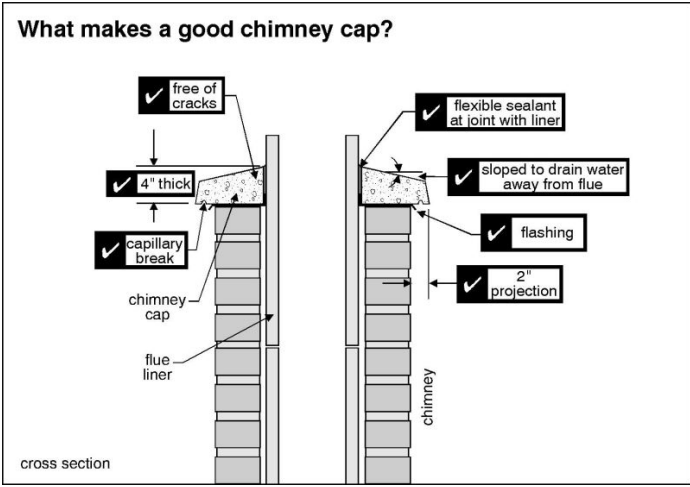 What makes a good chimney cap?
free of
cracks
flexible sealant
at joint with liner
4" thick
sloped to drain water
away from flue
capillary
break
flashing
2"
projection
chimney
cap
flue
liner
chimney
cross section